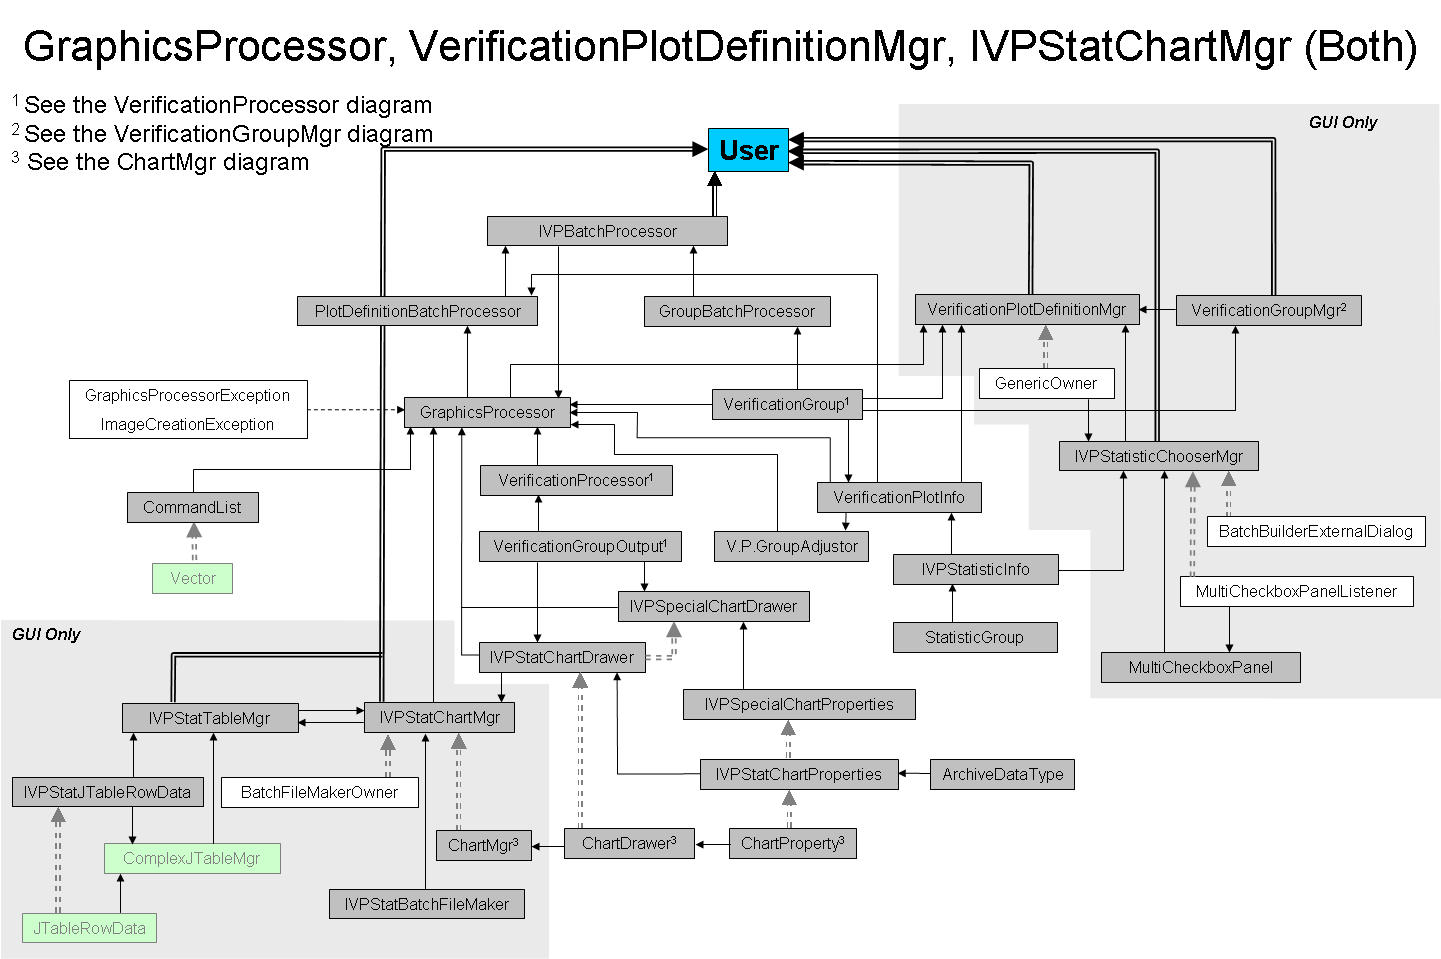 GraphicsProcessor, VerificationPlotDefinitionMgr, IVPStatChartMgr (Both)
1 See the VerificationProcessor diagram
2 See the VerificationGroupMgr diagram
3 See the ChartMgr diagram
GUI Only
User
IVPBatchProcessor
PlotDefinitionBatchProcessor
GroupBatchProcessor
VerificationPlotDefinitionMgr
VerificationGroupMgr2
GraphicsProcessorException
ImageCreationException
GraphicsProcessor
VerificationGroup1
GenericOwner
IVPStatisticChooserMgr
VerificationProcessor1
VerificationPlotInfo
CommandList
BatchBuilderExternalDialog
VerificationGroupOutput1
V.P.GroupAdjustor
IVPStatisticInfo
Vector
MultiCheckboxPanelListener
IVPSpecialChartDrawer
StatisticGroup
GUI Only
IVPStatChartDrawer
MultiCheckboxPanel
IVPSpecialChartProperties
IVPStatTableMgr
IVPStatChartMgr
IVPStatChartProperties
ArchiveDataType
IVPStatJTableRowData
BatchFileMakerOwner
ChartMgr3
ChartDrawer3
ChartProperty3
ComplexJTableMgr
IVPStatBatchFileMaker
JTableRowData